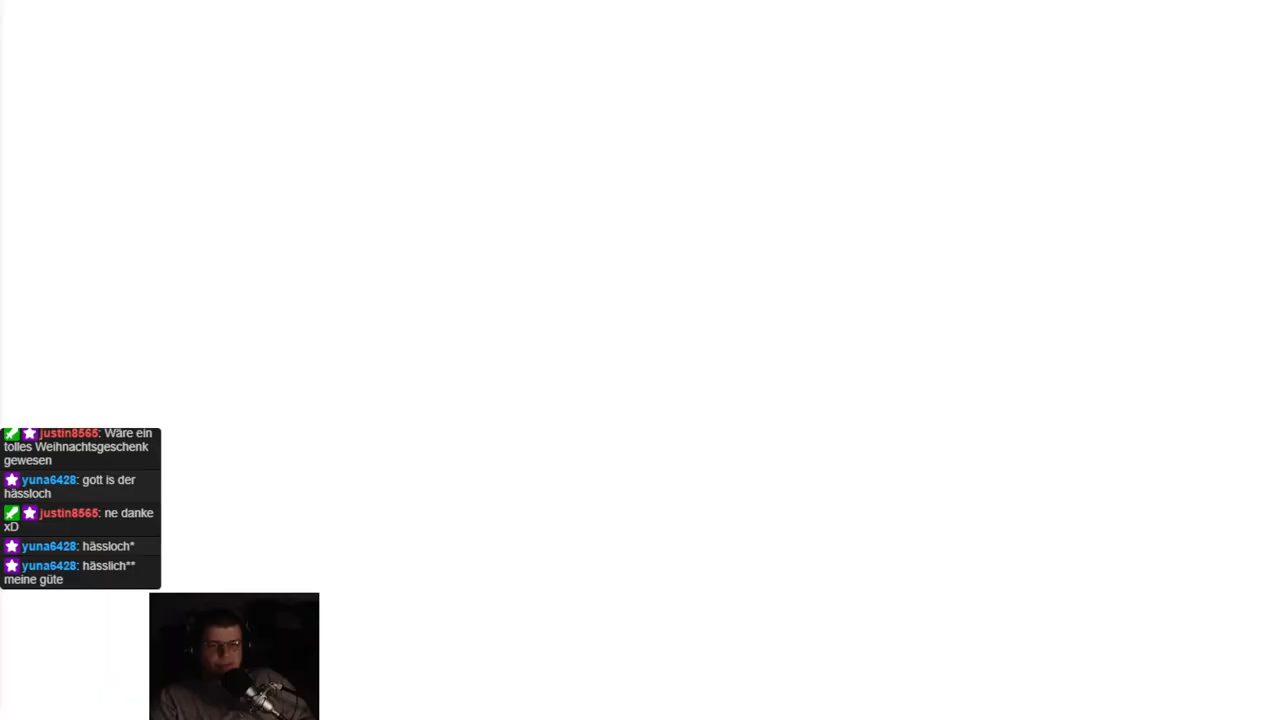 justin8565: Wäre ein
tolles Weihnachtsgeschenk
gewesen
yuna6428: gott is der
hässloch
justin8565: ne danke
xD
yuna6428: hässloch*
yuna6428: hässlich**
meine güte